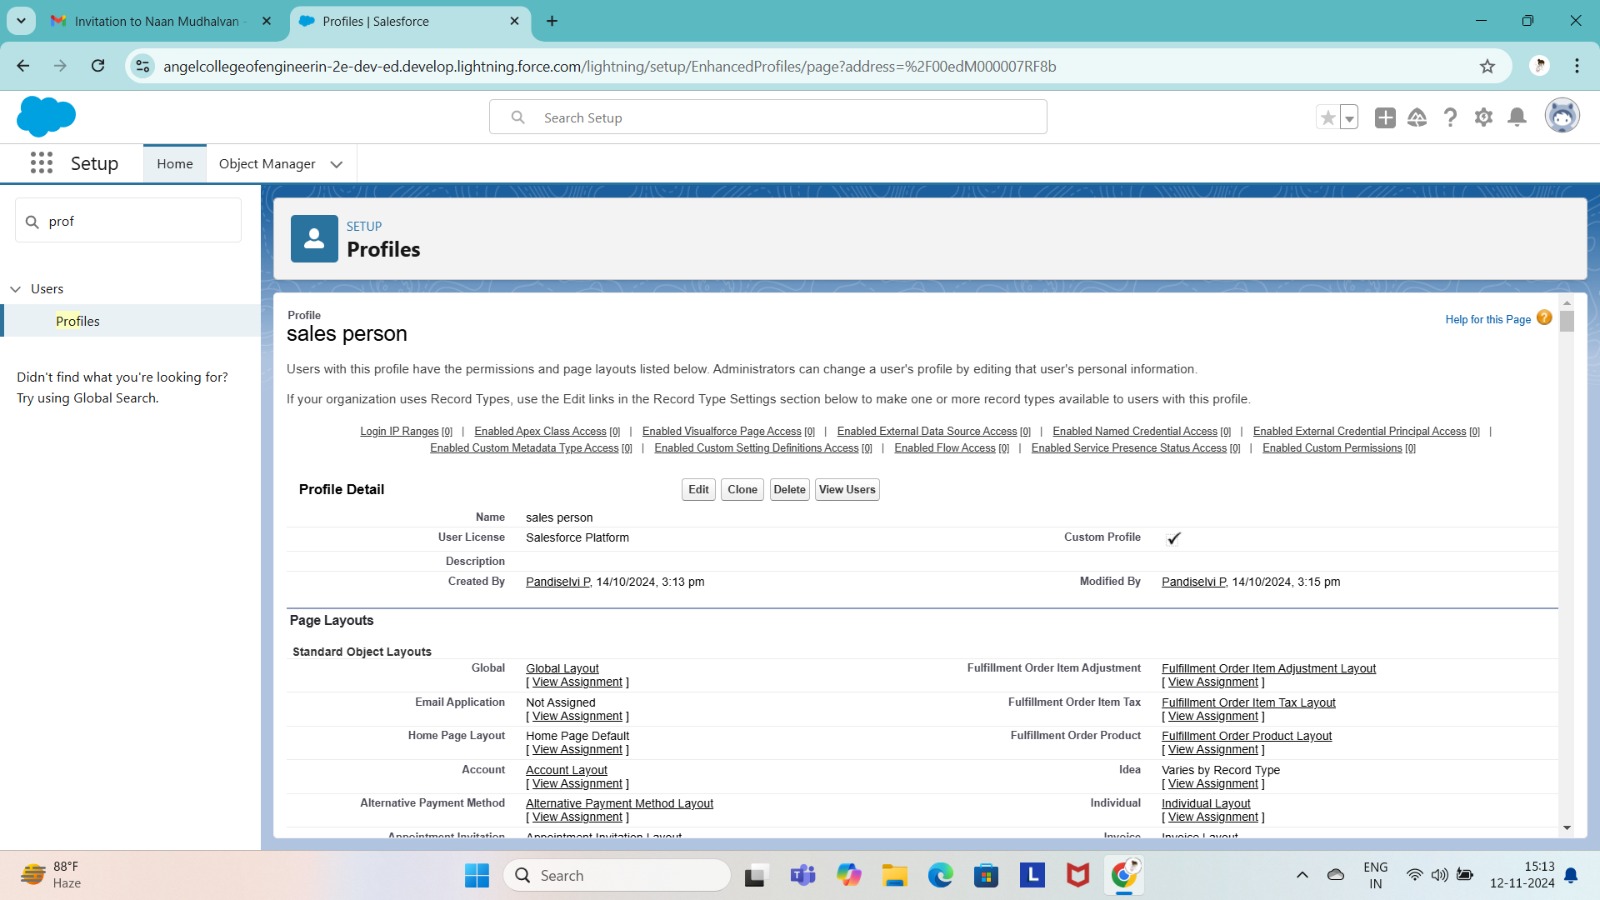 Invitation to Naan Mudhalvan
Profiles | Salesforce
angelcollegeofengineerin-2e-dev-ed.develop.lightning.force.com/lightning/setup/EnhancedProfiles/page?address=%2F00edM000007RF8b
Search Setup
Setup
Home
Object Manager
prof
Users
Profiles
Didn't find what you're looking for?
Try using Global Search.
SETUP
Profiles
Profile
sales person
Help for this Page
Users with this profile have the permissions and page layouts listed below. Administrators can change a user's profile by editing that user's personal information.
If your organization uses Record Types, use the Edit links in the Record Type Settings section below to make one or more record types available to users with this profile.
Login IP Ranges [0] | Enabled Apex Class Access [0] | Enabled Visualforce Page Access [0] | Enabled External Data Source Access [0] | Enabled Named Credential Access [0] | Enabled External Credential Principal Access [0] |
Enabled Custom Metadata Type Access [0] | Enabled Custom Setting Definitions Access [0] | Enabled Flow Access [0] | Enabled Service Presence Status Access [0] | Enabled Custom Permissions [0]
Profile Detail
Edit Clone Delete View Users
Name sales person
User License Salesforce Platform Custom Profile
Description
Created By Pandiselvi P, 14/10/2024, 3:13 pm Modified By Pandiselvi P, 14/10/2024, 3:15 pm
Page Layouts
Standard Object Layouts
Global Global Layout Fulfillment Order Item Adjustment Fulfillment Order Item Adjustment Layout
[ View Assignment ] [ View Assignment ]
Email Application Not Assigned Fulfillment Order Item Tax Fulfillment Order Item Tax Layout
[ View Assignment ] [ View Assignment ]
Home Page Layout Home Page Default Fulfillment Order Product Fulfillment Order Product Layout
[ View Assignment ] [ View Assignment ]
Account Account Layout Idea Varies by Record Type
[ View Assignment ] [ View Assignment ]
Alternative Payment Method Alternative Payment Method Layout Individual Individual Layout
[ View Assignment ] [ View Assignment ]
Appointment Invitation Appointment Invitation Layout Invoice Invoice Layout
88°F
Haze
Search
ENG
IN
15:13
12-11-2024